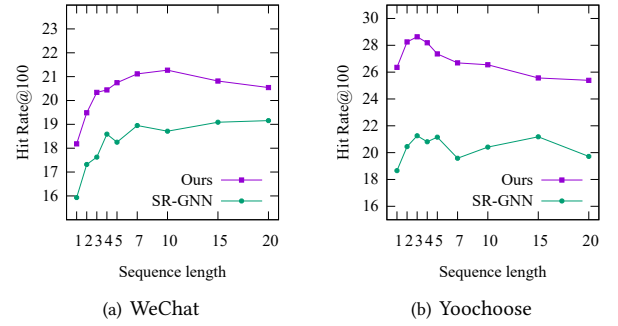 23
22
21
20
19
18
17
16
Hit Rate@100
Ours
SR-GNN
1 2 3 4 5 7 10 15 20
Sequence length
(a) WeChat
30
28
26
24
22
20
18
16
Hit Rate@100
Ours
SR-GNN
1 2 3 4 5 7 10 15 20
Sequence length
(b) Yoochoose